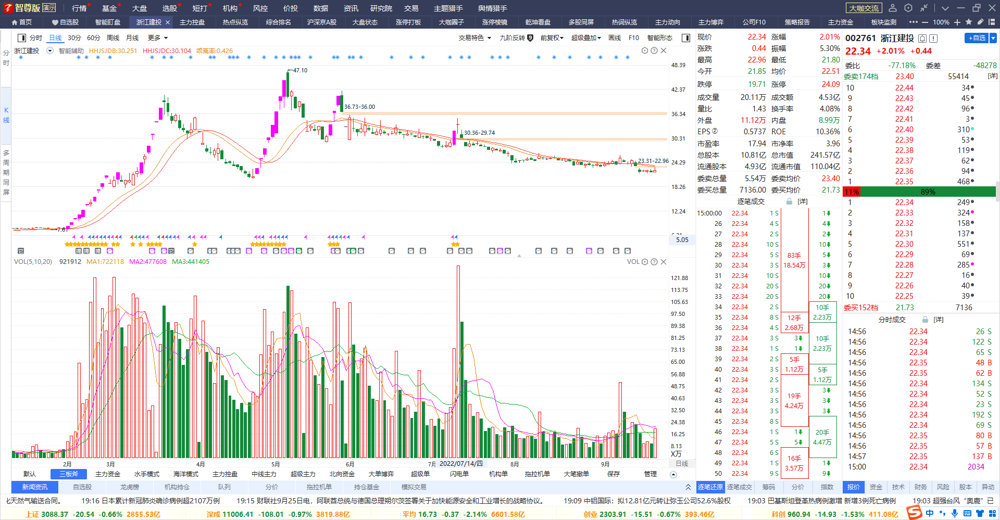 智尊版 演示 行情 基金 大盘 选股 短打 机构 风控 价投 数据 资讯 研究院 交易 主题猎手 舆情猎手 大咖交流
首页 自选股 智能盯盘 浙江建投 主力控盘 热点纵览 综合排名 沪深京A股 大盘状态 涨停打板 大咖圈子 涨停棱镜 乾坤看盘 多股同屏 热词纵览 主力动向 主力博弈 公司F10 策略报告 主力资金 板块监测 100%
分时 日线 30分 60分 周线 月线 更多 交易特色 九阶反转 9 前复权 超级叠加 画线 F10 智能形态
分时
K线
多周期同屏
浙江建投 智能辅助 HHJSJDB:30.251 HHJSJDC:30.104 乖离率:0.426
47.10
36.73-36.00
30.36-29.74
23.31-22.96
7.61
48.39
42.37
36.34
30.31
24.29
18.26
12.24
5.05
VOL(5,10,20) 921912 MA1:722118 MA2:477608 MA3:441405 VOL
121.88
113.75
105.63
97.50
89.38
81.25
73.13
65.00
56.88
48.75
40.63
32.50
24.38
16.25
8.13
X万
2月 3月 4月 5月 6月 7月 2022/07/14/四 8月 9月 日线
默认 三板斧 主力资金 水手模式 海洋模式 主力控盘 中线主力 超级主力 北向资金 大单博弈 超级单 闪电单 机构单 拖拉机单 大笔撤单 保存 管理
新闻资讯 自选股 龙虎榜 机构持仓 队列 分价 拖拉机单 持仓基金 模拟交易
现价 22.34 涨幅 2.01%
涨跌 0.44 振幅 5.30%
最高 22.96 最低 21.80
今开 21.85 均价 22.51
跌停 19.71 涨停 24.09
成交量 20.11万 成交额 4.53亿
量比 1.43 换手率 4.08%
外盘 11.12万 内盘 8.99万
EPS② 0.5737 ROE 10.36%
市盈率 17.94 市净率 3.96
总股本 10.81亿 总市值 241.57亿
流通股本 4.93亿 流通市值 110.04亿
委卖总量 5.54万 委卖均价 23.40
委买总量 7136.00 委买均价 21.73
逐笔成交 [详]
15:00:00 22.34 1 S 1
26 22.34 4 S 4
27 22.34 2 S 2
28 22.34 10 S 10
29 22.34 5 S 5
30 22.34 3 S 3
31 22.34 10 S 10
32 22.34 20 S 20
33 22.34 20 S 20
34 22.34 2 S
35 22.34 8 S
36 22.34 4 S
37 22.34 3 S 3
38 22.34 1 S 1
39 22.34 2 S
40 22.34 3 S
41 22.34 2 S
42 22.34 3 S 3
43 22.34 3 S 3
44 22.34 3 S 3
45 22.34 8 S
46 22.34 1 S 1
47 22.34 5 S 5
48 22.34 6 S
49 22.34 1 S 1
50 22.34 9 S 9
83手
18.54万
10手
2.23万
12手
2.68万
10手
2.23万
5手
1.12万
5手
1.12万
19手
4.24万
20手
4.47万
16手
3.57万
逐笔还原 逐笔成交 筹码 分价 指数
002761 浙江建投 +自选
22.34 +2.01% +0.44
委比 -77.18% 委差 -48278
委卖174档 23.40 55414 [详]
10 22.44 34
9 22.43 45
8 22.42 96
7 22.41 3
6 22.40 310
5 22.39 53
4 22.38 119
3 22.37 62
2 22.36 94
1 22.35 468
11% 89%
1 22.34 249
2 22.33 324
3 22.32 158
4 22.31 137
5 22.30 551
6 22.29 69
7 22.28 285
8 22.27 16
9 22.26 40
10 22.25 39
委买152档 21.73 7136
分时成交 [详]
14:56 22.34 26 S
14:56 22.34 122 S
14:56 22.34 65 S
14:56 22.35 48 B
14:56 22.35 62 B
14:56 22.34 134 S
14:56 22.34 52 S
14:56 22.34 23 S
14:56 22.34 192 S
14:56 22.34 69 S
14:56 22.35 80 B
14:56 22.35 57 B
14:57 22.35 137 B
15:00 22.34 2034
报价 资金 技术 财务 风险 股本 异动
化天然气输送合同。 19:16 日本累计新冠肺炎确诊病例超2107万例 19:15 财联社9月25日电，阿联酋总统与德国总理朔尔茨签署关于加快能源安全和工业增长的战略协议。 19:09 中铝国际：拟12.81亿元转让弥玉公司52.6%股权 19:03 巴基斯坦登革热病例激增 新增3例死亡病例 19:03 超强台风“奥鹿”已
上证 3088.37 -20.54 -0.66% 2855.53亿 深成 11006.41 -108.01 -0.97% 3819.88亿 平均 16.73 -0.37 -2.14% 6601.58亿 创业 2303.91 -15.51 -0.67% 393.46亿 科创 960.94 -14.93 -1.53% 411.08亿 中